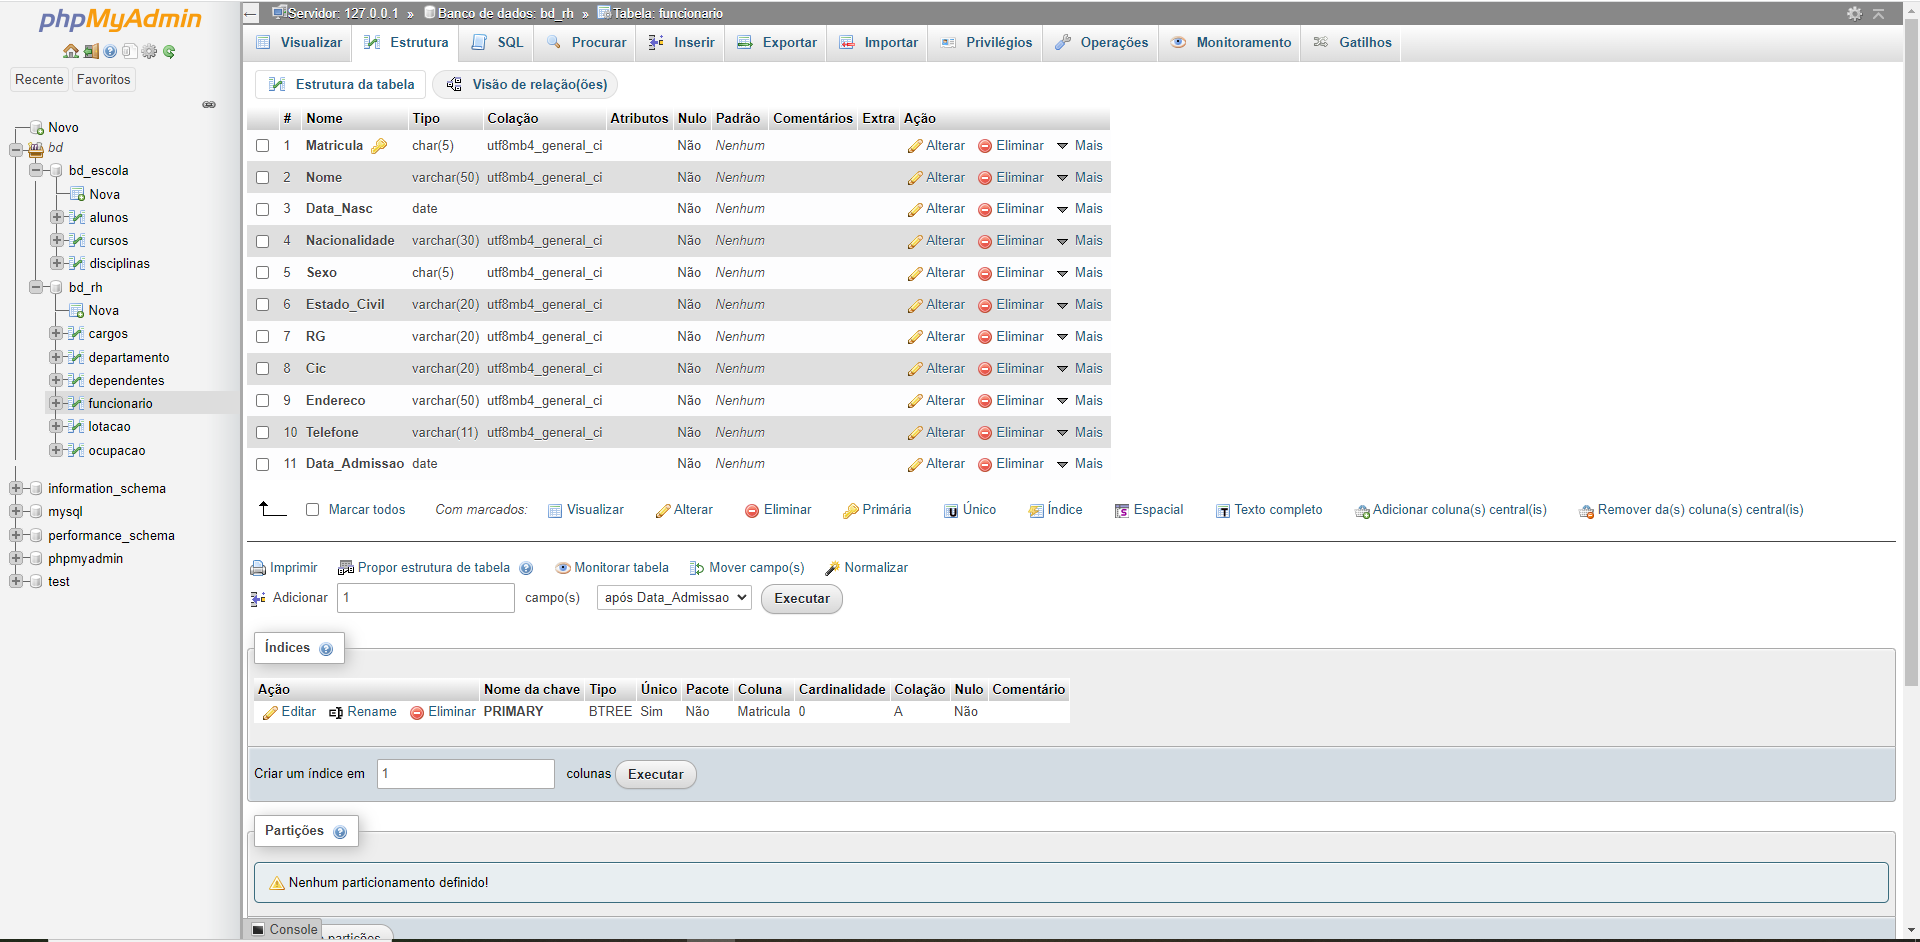 phpMyAdmin
Recente Favoritos
Novo
bd
bd_escola
Nova
alunos
cursos
disciplinas
bd_rh
Nova
cargos
departamento
dependentes
funcionario
lotacao
ocupacao
information_schema
mysql
performance_schema
phpmyadmin
test
Servidor: 127.0.0.1 » Banco de dados: bd_rh » Tabela: funcionario
Visualizar Estrutura SQL Procurar Inserir Exportar Importar Privilégios Operações Monitoramento Gatilhos
Estrutura da tabela Visão de relação(ões)
# Nome Tipo Colação Atributos Nulo Padrão Comentários Extra Ação
1 Matricula char(5) utf8mb4_general_ci Não Nenhum Alterar Eliminar Mais
2 Nome varchar(50) utf8mb4_general_ci Não Nenhum Alterar Eliminar Mais
3 Data_Nasc date Não Nenhum Alterar Eliminar Mais
4 Nacionalidade varchar(30) utf8mb4_general_ci Não Nenhum Alterar Eliminar Mais
5 Sexo char(5) utf8mb4_general_ci Não Nenhum Alterar Eliminar Mais
6 Estado_Civil varchar(20) utf8mb4_general_ci Não Nenhum Alterar Eliminar Mais
7 RG varchar(20) utf8mb4_general_ci Não Nenhum Alterar Eliminar Mais
8 Cic varchar(20) utf8mb4_general_ci Não Nenhum Alterar Eliminar Mais
9 Endereco varchar(50) utf8mb4_general_ci Não Nenhum Alterar Eliminar Mais
10 Telefone varchar(11) utf8mb4_general_ci Não Nenhum Alterar Eliminar Mais
11 Data_Admissao date Não Nenhum Alterar Eliminar Mais
Marcar todos Com marcados: Visualizar Alterar Eliminar Primária Único Índice Espacial Texto completo Adicionar coluna(s) central(is) Remover da(s) coluna(s) central(is)
Imprimir Propor estrutura de tabela Monitorar tabela Mover campo(s) Normalizar
Adicionar 1 campo(s) após Data_Admissao Executar
Índices
Ação Nome da chave Tipo Único Pacote Coluna Cardinalidade Colação Nulo Comentário
Editar Rename Eliminar PRIMARY BTREE Sim Não Matricula 0 A Não
Criar um índice em 1 colunas Executar
Partições
Nenhum particionamento definido!
Console partições